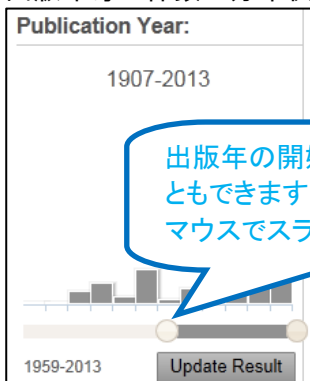 Publication Year:
1907-2013
出版年の開
ともできます
マウスでスラ
1959-2013
Update Result